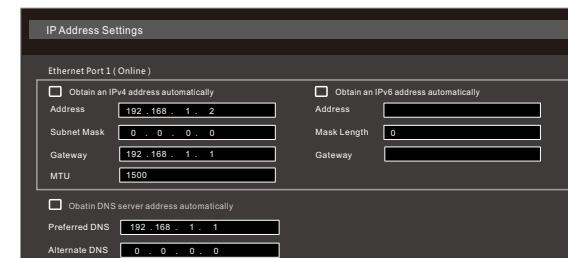 IP Address Settings
Ethernet Port 1 ( Online )
Obtain an IPv4 address automatically
Obtain an IPv6 address automatically
Address 192 . 168 . 1 . 2
Address
Subnet Mask 0 . 0 . 0 . 0
Mask Length 0
Gateway 192 . 168 . 1 . 1
Gateway
MTU 1500
Obatin DNS server address automatically
Preferred DNS 192 . 168 . 1 . 1
Alternate DNS 0 . 0 . 0 . 0